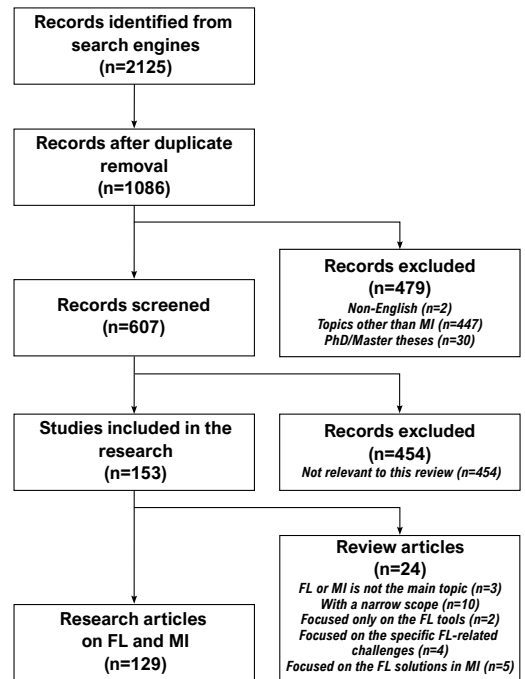 Records identified from
search engines
(n=2125)
Records after duplicate
removal
(n=1086)
Records excluded
(n=479)
Non-English (n=2)
Topics other than MI (n=447)
PhD/Master theses (n=30)
Records screened
(n=607)
Records excluded
(n=454)
Not relevant to this review (n=454)
Studies included in the
research
(n=153)
Review articles
(n=24)
FL or MI is not the main topic (n=3)
With a narrow scope (n=10)
Focused only on the FL tools (n=2)
Focused on the specific FL-related
challenges (n=4)
Focused on the FL solutions in MI (n=5)
Research articles
on FL and MI
(n=129)